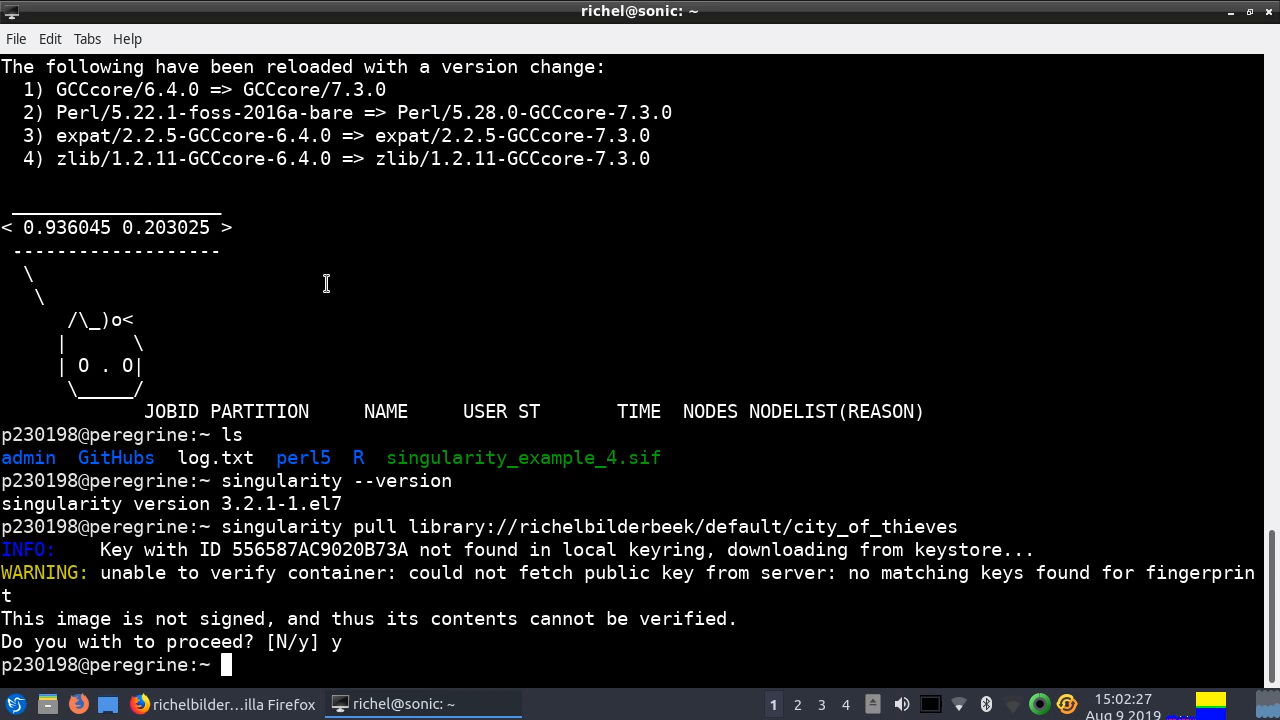 richel@sonic: ~
File Edit Tabs Help
The following have been reloaded with a version change:
  1) GCCcore/6.4.0 => GCCcore/7.3.0
  2) Perl/5.22.1-foss-2016a-bare => Perl/5.28.0-GCCcore-7.3.0
  3) expat/2.2.5-GCCcore-6.4.0 => expat/2.2.5-GCCcore-7.3.0
  4) zlib/1.2.11-GCCcore-6.4.0 => zlib/1.2.11-GCCcore-7.3.0
 ___________________
< 0.936045 0.203025 >
 -------------------
  \
   \
      /\_)o<
     |      \
     | O . O|
      \_____/
             JOBID PARTITION     NAME     USER ST       TIME  NODES NODELIST(REASON)
p230198@peregrine:~ ls
admin  GitHubs  log.txt  perl5  R  singularity_example_4.sif
p230198@peregrine:~ singularity --version
singularity version 3.2.1-1.el7
p230198@peregrine:~ singularity pull library://richelbilderbeek/default/city_of_thieves
INFO:    Key with ID 556587AC9020B73A not found in local keyring, downloading from keystore...
WARNING: unable to verify container: could not fetch public key from server: no matching keys found for fingerprin
t
This image is not signed, and thus its contents cannot be verified.
Do you with to proceed? [N/y] y
p230198@peregrine:~
richelbilder...illa Firefox
richel@sonic: ~
1 2 3 4
15:02:27
Aug 9 2019